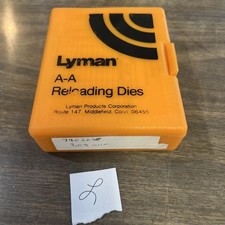 Lyman®
A-A
Reloading Dies
Lyman Products Corporation
Route 147, Middlefield, Conn. 06455
L